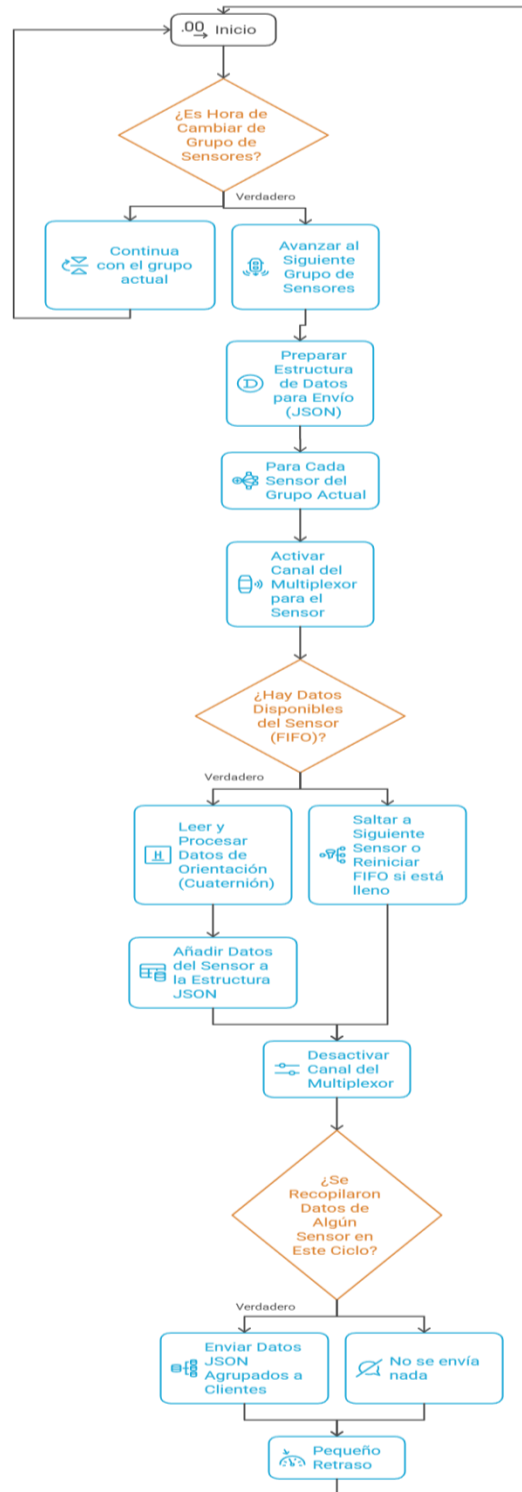 .00 Inicio
¿Es Hora de
Cambiar de
Grupo de
Sensores?
Verdadero
Continua
con el grupo
actual
Avanzar al
Siguiente
Grupo de
Sensores
Preparar
Estructura
de Datos
para Envío
(JSON)
Para Cada
Sensor del
Grupo Actual
Activar
Canal del
Multiplexor
para el
Sensor
¿Hay Datos
Disponibles
del Sensor
(FIFO)?
Verdadero
Leer y
Procesar
Datos de
Orientación
(Cuaternión)
Saltar a
Siguiente
Sensor o
Reiniciar
FIFO si está
lleno
Añadir Datos
del Sensor a
la Estructura
JSON
Desactivar
Canal del
Multiplexor
¿Se
Recopilaron
Datos de
Algún
Sensor en
Este Ciclo?
Verdadero
Enviar Datos
JSON
Agrupados a
Clientes
No se envía
nada
Pequeño
Retraso